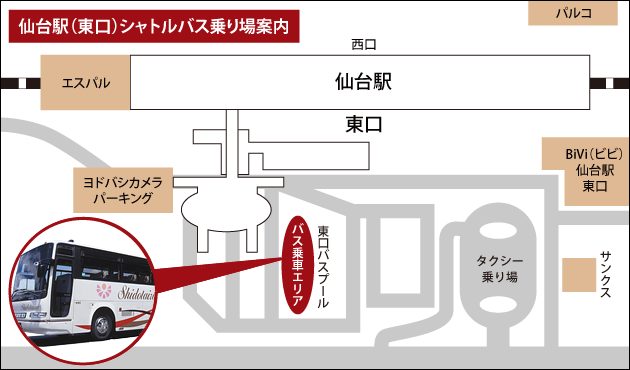 仙台駅（東口）シャトルバス乗り場案内
パルコ
西口
エスパル
仙台駅
東口
BiVi（ビビ）
仙台駅
東口
ヨドバシカメラ
パーキング
バス乗車エリア
東口バスプール
タクシー
乗り場
サンクス
Shidotaira